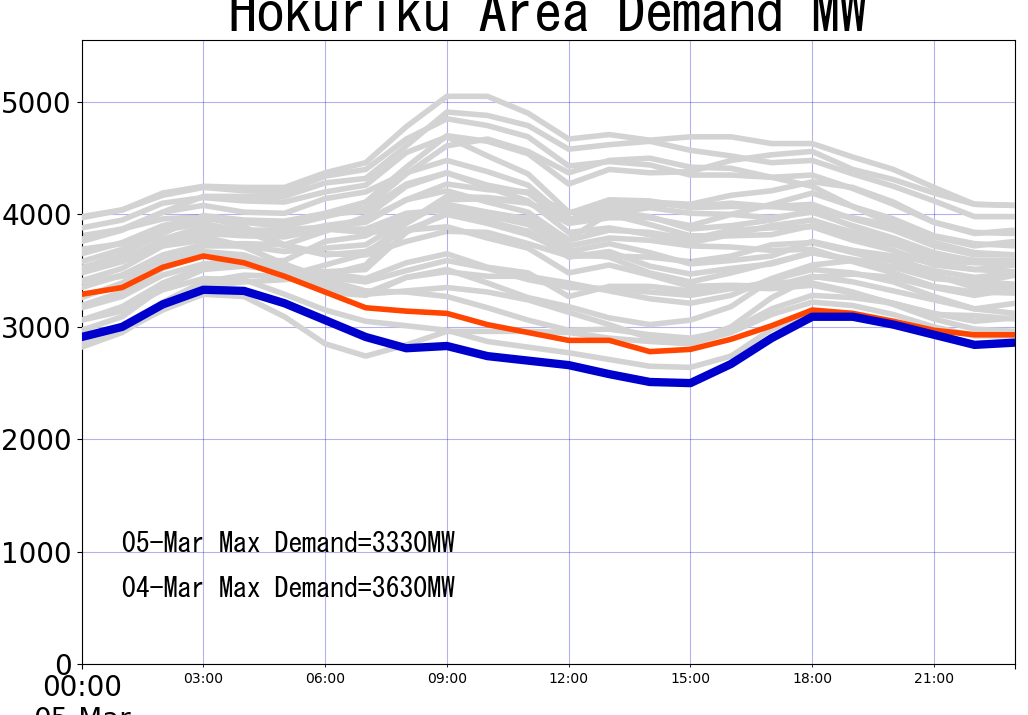 Hokuriku Area Demand MW
5000
4000
3000
2000
1000
0
05-Mar Max Demand=3330MW
04-Mar Max Demand=3630MW
00:00 03:00 06:00 09:00 12:00 15:00 18:00 21:00
05-Mar